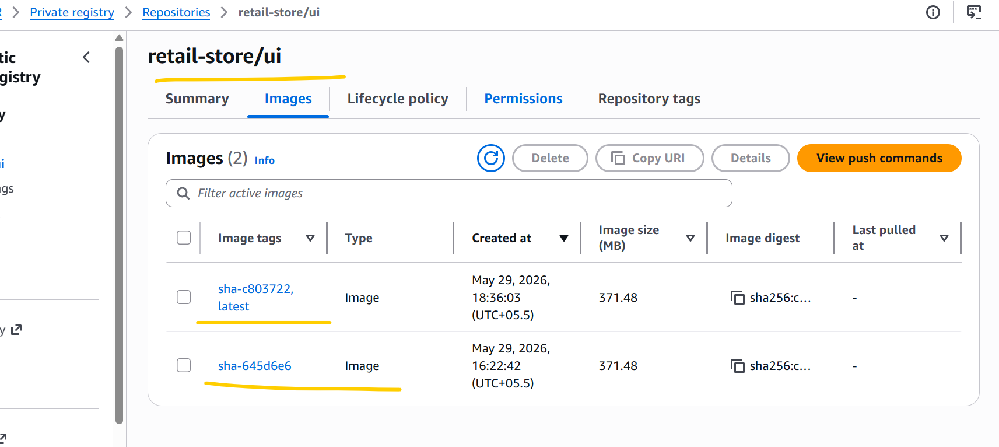 Private registry
Repositories
retail-store/ui
tic
gistry
retail-store/ui
Summary
Images
Lifecycle policy
Permissions
Repository tags
Images (2) Info
Delete
Copy URI
Details
View push commands
Filter active images
Image tags
Type
Created at
Image size
(MB)
Image digest
Last pulled
at
sha-c803722,
latest
Image
May 29, 2026,
18:36:03
(UTC+05.5)
371.48
sha256:c...
-
sha-645d6e6
Image
May 29, 2026,
16:22:42
(UTC+05.5)
371.48
sha256:c...
-
y
i
gs
y